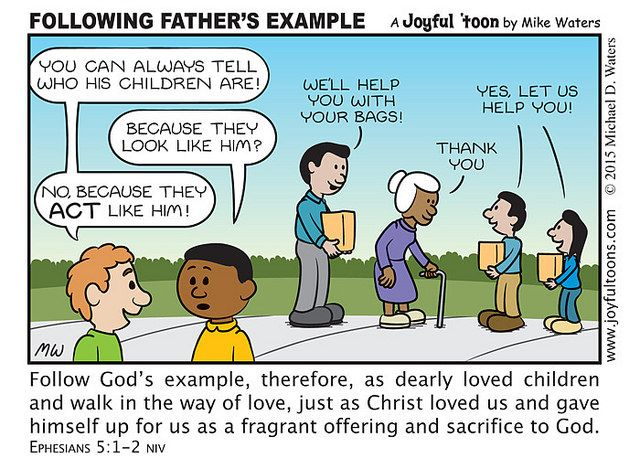 FOLLOWING FATHER'S EXAMPLE
A Joyful 'toon by Mike Waters
YOU CAN ALWAYS TELL
WHO HIS CHILDREN ARE!
BECAUSE THEY
LOOK LIKE HIM?
NO, BECAUSE THEY
ACT LIKE HIM!
WE'LL HELP
YOU WITH
YOUR BAGS!
THANK
YOU
YES, LET US
HELP YOU!
MW
www.joyfultoons.com © 2015 Michael D. Waters
Follow God's example, therefore, as dearly loved children
and walk in the way of love, just as Christ loved us and gave
himself up for us as a fragrant offering and sacrifice to God.
EPHESIANS 5:1-2 NIV